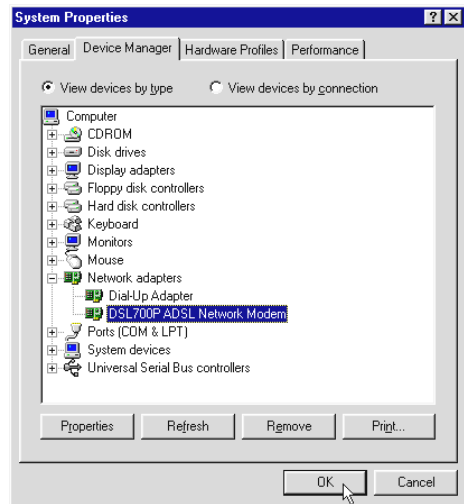 System Properties
General Device Manager Hardware Profiles Performance
View devices by type View devices by connection
Computer
CDROM
Disk drives
Display adapters
Floppy disk controllers
Hard disk controllers
Keyboard
Monitors
Mouse
Network adapters
Dial-Up Adapter
DSL700P ADSL Network Modem
Ports (COM & LPT)
System devices
Universal Serial Bus controllers
Properties Refresh Remove Print...
OK Cancel